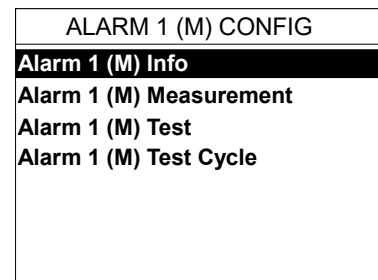 ALARM 1 (M) CONFIG
Alarm 1 (M) Info
Alarm 1 (M) Measurement
Alarm 1 (M) Test
Alarm 1 (M) Test Cycle